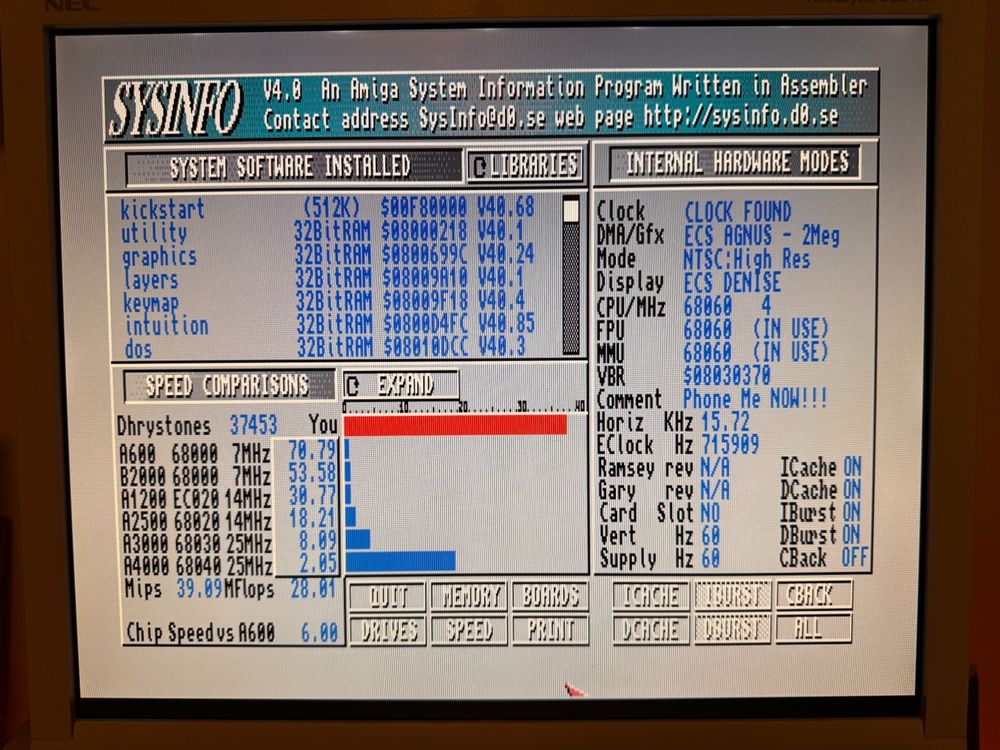 NEC
SYSINFO V4.0 An Amiga System Information Program Written in Assembler
Contact address SysInfo@d0.se web page http://sysinfo.d0.se
SYSTEM SOFTWARE INSTALLED LIBRARIES
kickstart (512K) $00F80000 V40.68
utility 32BitRAM $08000218 V40.1
graphics 32BitRAM $0800699C V40.24
layers 32BitRAM $08009A10 V40.1
keymap 32BitRAM $08009F18 V40.4
intuition 32BitRAM $0800D4FC V40.85
dos 32BitRAM $08010DCC V40.3
INTERNAL HARDWARE MODES
Clock CLOCK FOUND
DMA/Gfx ECS AGNUS - 2Meg
Mode NTSC:High Res
Display ECS DENISE
CPU/MHz 68060 4
FPU 68060 (IN USE)
MMU 68060 (IN USE)
VBR $08030370
Comment Phone Me NOW!!!
Horiz KHz 15.72
EClock Hz 715909
Ramsey rev N/A ICache ON
Gary rev N/A DCache ON
Card Slot NO IBurst ON
Vert Hz 60 DBurst ON
Supply Hz 60 CBack OFF
SPEED COMPARISONS EXPAND
0 10 20 30 40
Dhrystones 37453 You
A600 68000 7MHz 70.79
B2000 68000 7MHz 53.58
A1200 EC020 14MHz 30.77
A2500 68020 14MHz 18.21
A3000 68030 25MHz 8.09
A4000 68040 25MHz 2.05
Mips 39.09 MFlops 28.01
Chip Speed vs A600 6.00
QUIT MEMORY BOARDS
DRIVES SPEED PRINT
ICACHE IBURST CBACK
DCACHE DBURST ALL